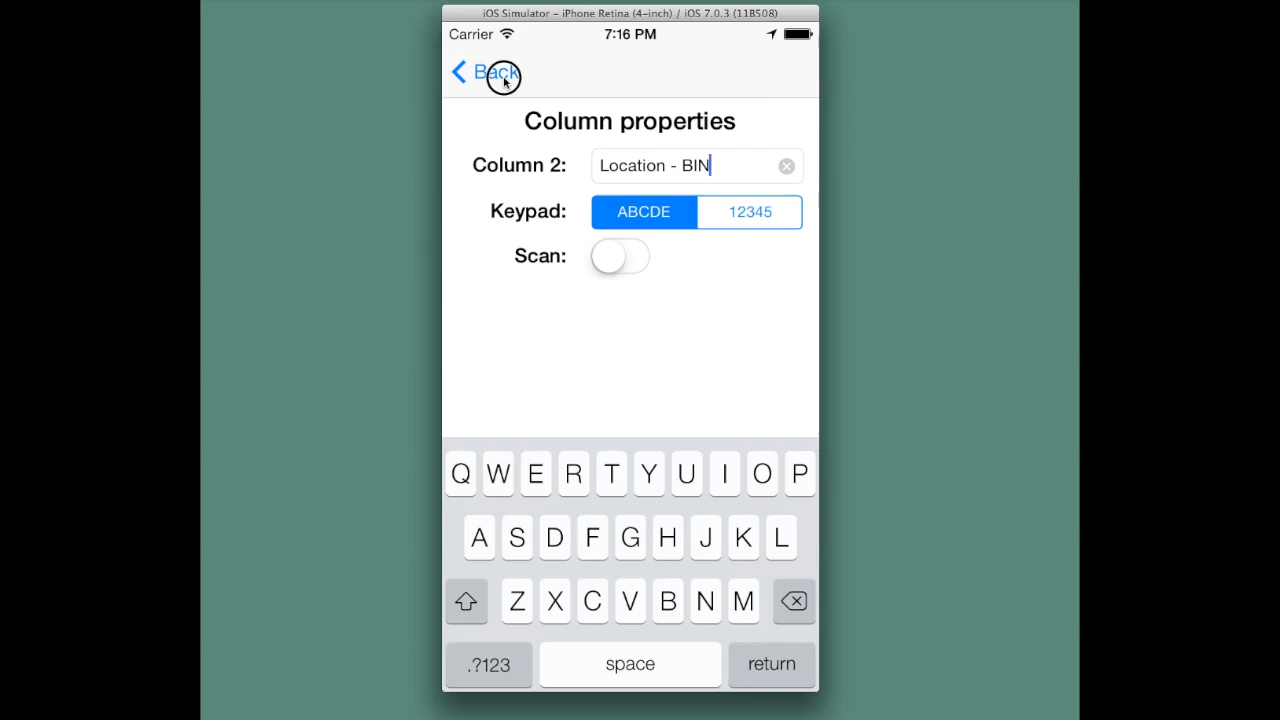 iOS Simulator – iPhone Retina (4-inch) / iOS 7.0.3 (11B508)
Carrier 7:16 PM
Back
Column properties
Column 2: Location - BIN
Keypad: ABCDE 12345
Scan:
Q W E R T Y U I O P
A S D F G H J K L
Z X C V B N M
.?123 space return